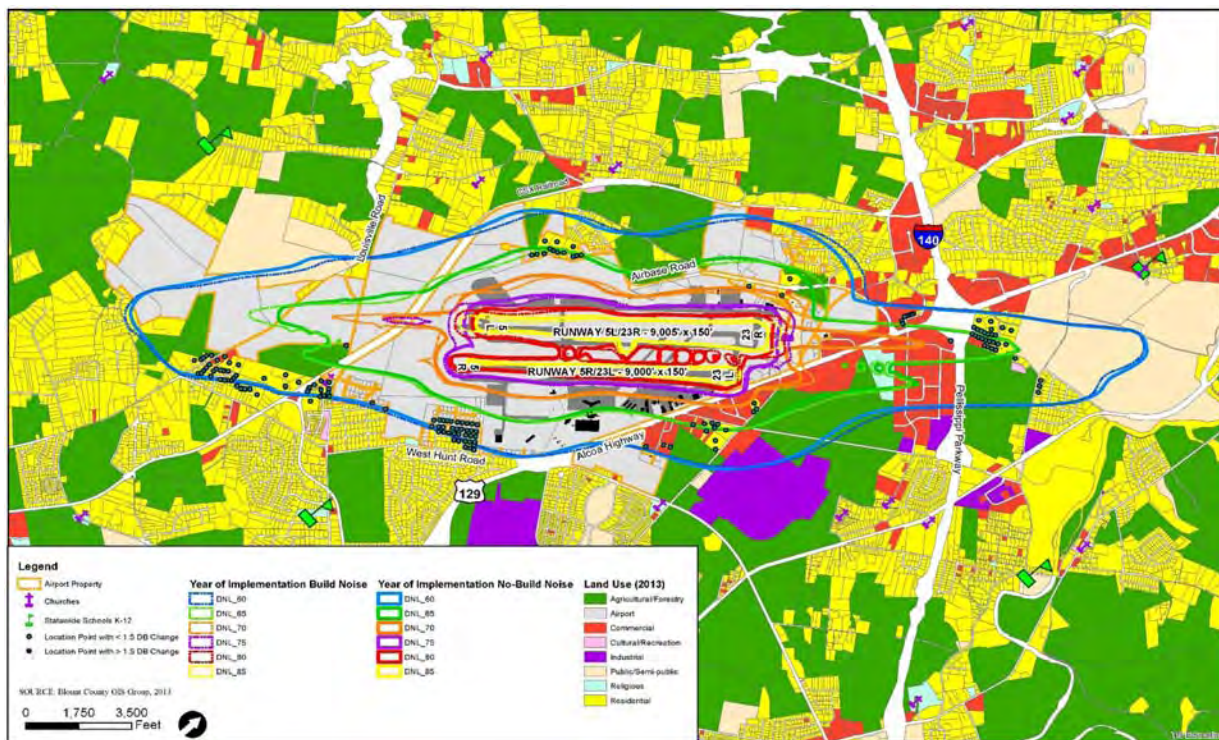 Louisville Road
Airbase Road
140
RUNWAY 5L/23R - 9,005' x 150'
5
L
23
R
RUNWAY 5R/23L - 9,000' x 150'
5
R
23
L
Pellissippi Parkway
West Hunt Road
Alcoa Highway
129
Legend
Airport Property
Churches
Statewide Schools K-12
Location Point with < 1.5 DB Change
Location Point with > 1.5 DB Change
Year of Implementation Build Noise
DNL_60
DNL_65
DNL_70
DNL_75
DNL_80
DNL_85
Year of Implementation No-Build Noise
DNL_60
DNL_65
DNL_70
DNL_75
DNL_80
DNL_85
Land Use (2013)
Agricultural/Forestry
Airport
Commercial
Cultural/Recreation
Industrial
Public/Semi-public
Religious
Residential
SOURCE: Blount County GIS Group, 2013
0 1,750 3,500
Feet